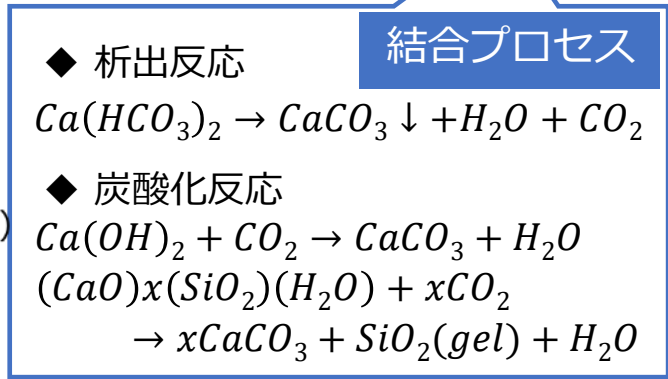 結合プロセス
◆ 析出反応
Ca(HCO₃)₂ → CaCO₃ ↓ +H₂O + CO₂
◆ 炭酸化反応
)
Ca(OH)₂ + CO₂ → CaCO₃ + H₂O
(CaO)x(SiO₂)(H₂O) + xCO₂
→ xCaCO₃ + SiO₂(gel) + H₂O